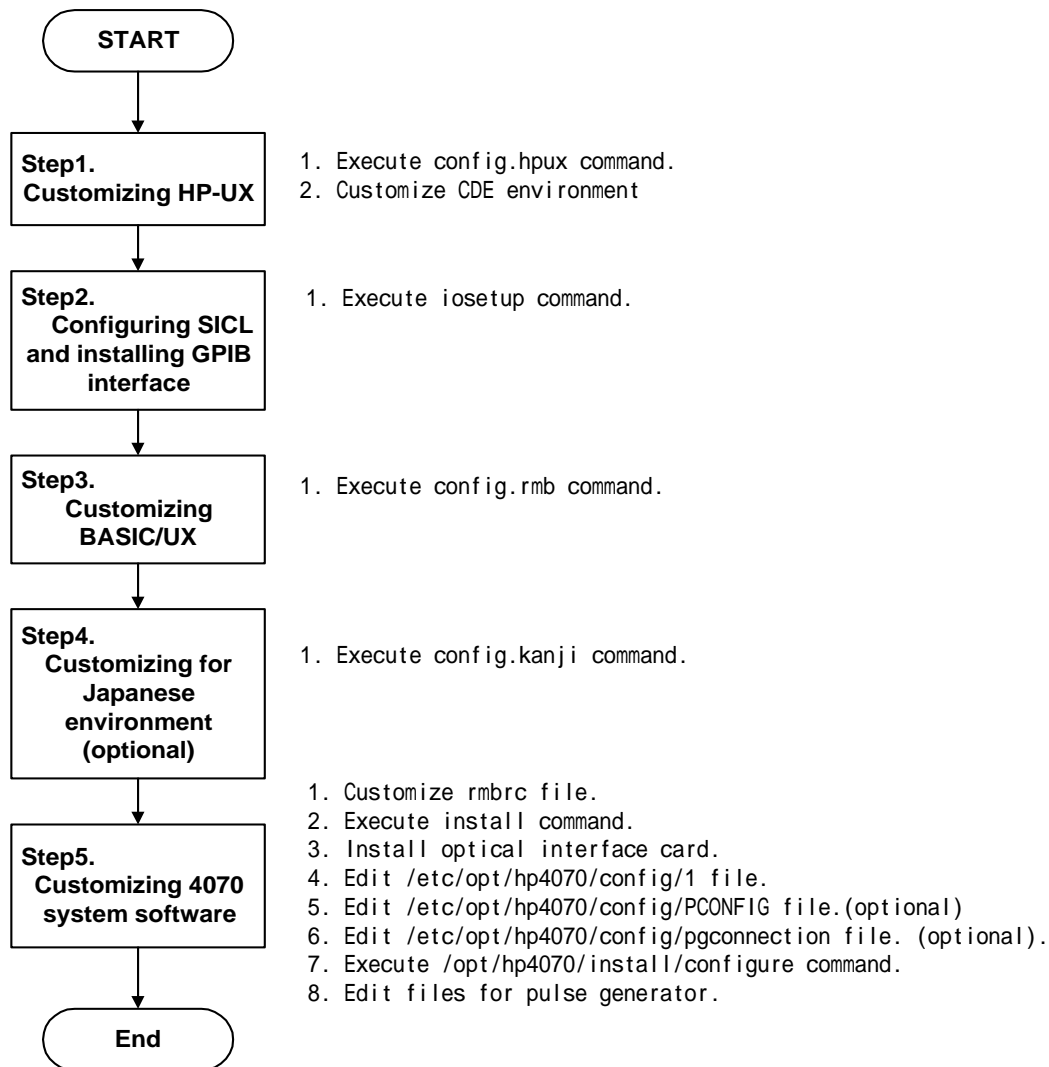 START
Step1.
Customizing HP-UX
1. Execute config.hpux command.
2. Customize CDE environment
Step2.
Configuring SICL
and installing GPIB
interface
1. Execute iosetup command.
Step3.
Customizing
BASIC/UX
1. Execute config.rmb command.
Step4.
Customizing for
Japanese
environment
(optional)
1. Execute config.kanji command.
Step5.
Customizing 4070
system software
1. Customize rmbrc file.
2. Execute install command.
3. Install optical interface card.
4. Edit /etc/opt/hp4070/config/1 file.
5. Edit /etc/opt/hp4070/config/PCONFIG file.(optional)
6. Edit /etc/opt/hp4070/config/pgconnection file. (optional).
7. Execute /opt/hp4070/install/configure command.
8. Edit files for pulse generator.
End